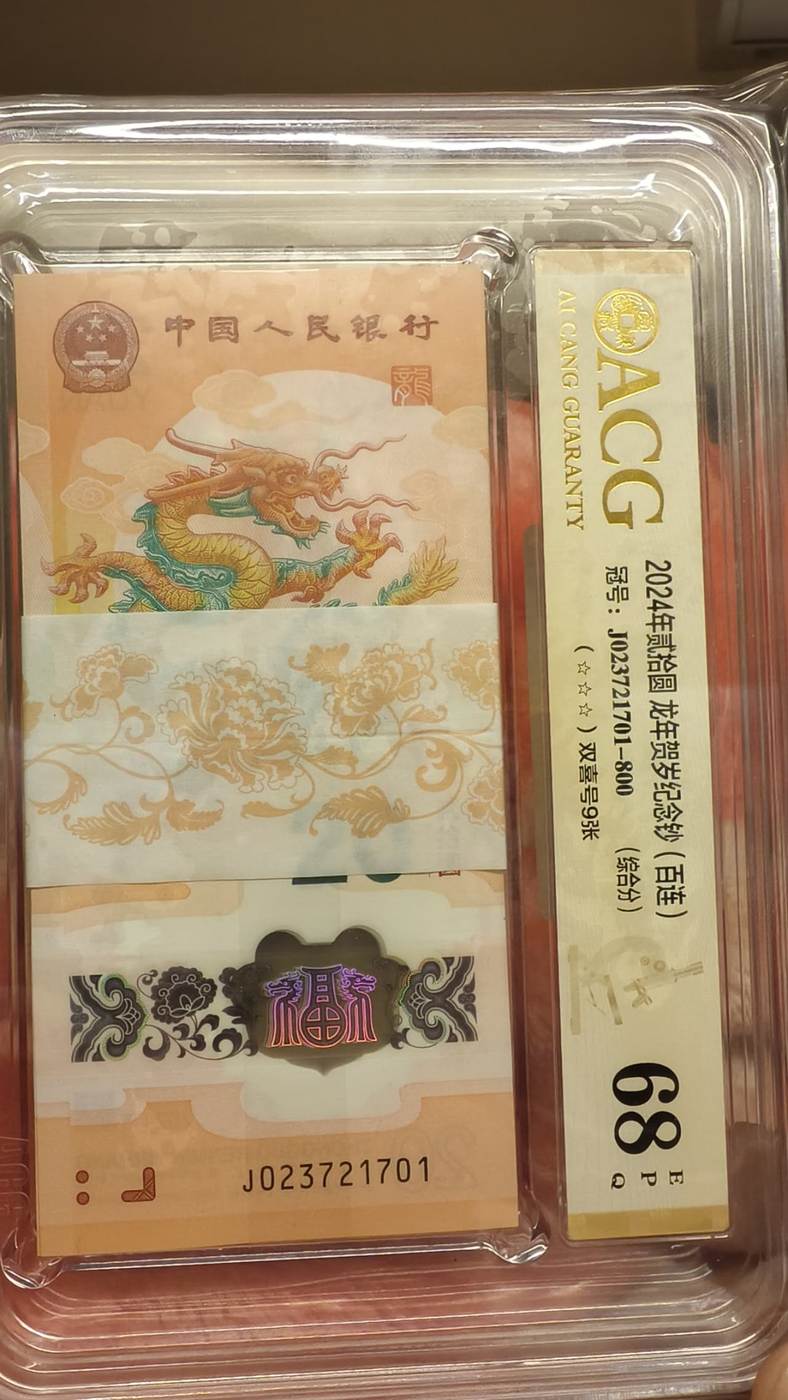 中国人民银行
龍
福
J023721701
ACG
AI CANG GUARANTY
2024年贰拾圆 龙年贺岁纪念钞（百连）
冠号：J023721701-800 （综合分）
（☆☆☆）双喜号9张
68
E
P
Q